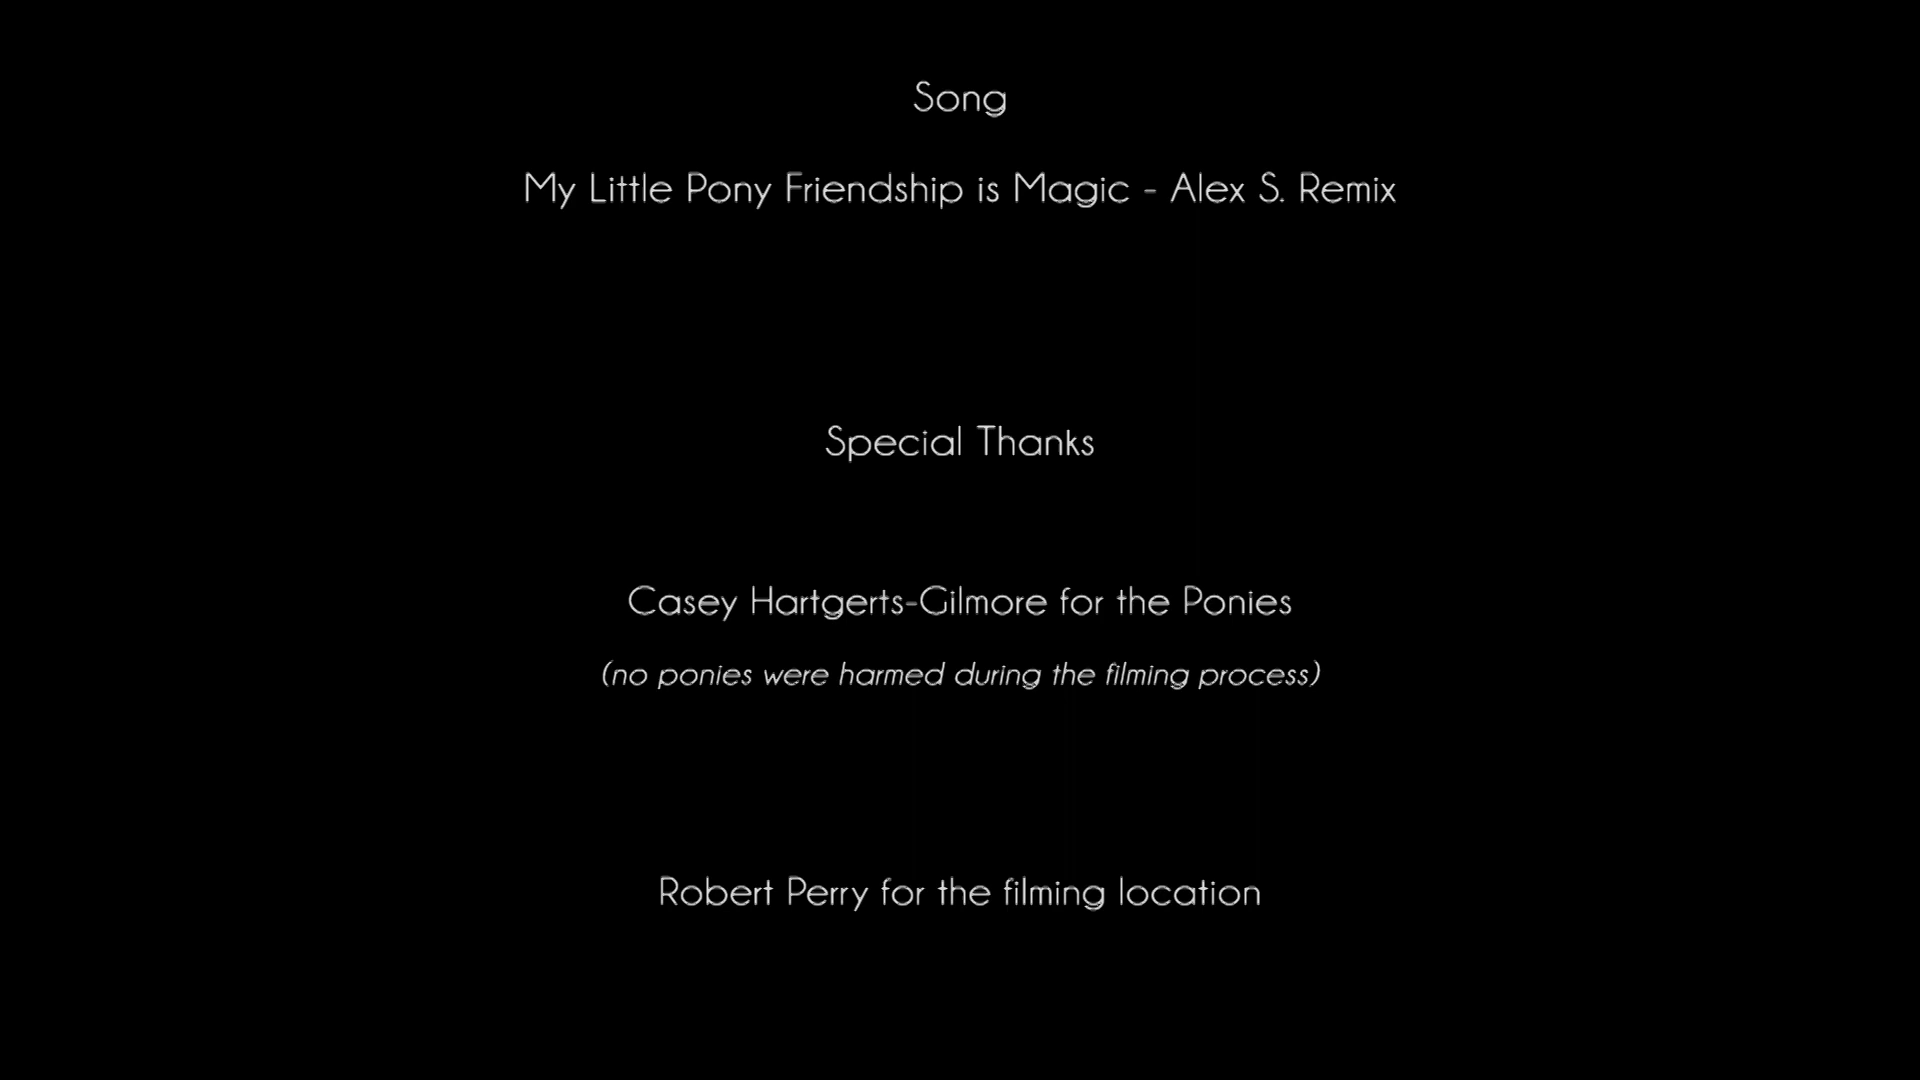 Song
My Little Pony Friendship is Magic - Alex S. Remix
Special Thanks
Casey Hartgerts-Gilmore for the Ponies
(no ponies were harmed during the filming process)
Robert Perry for the filming location